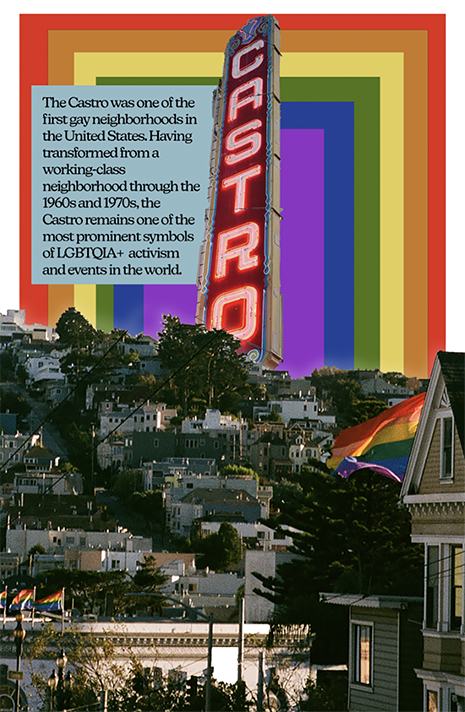 The Castro was one of the
first gay neighborhoods in
the United States. Having
transformed from a
working-class
neighborhood through the
1960s and 1970s, the
Castro remains one of the
most prominent symbols
of LGBTQIA+ activism
and events in the world.
CASTRO